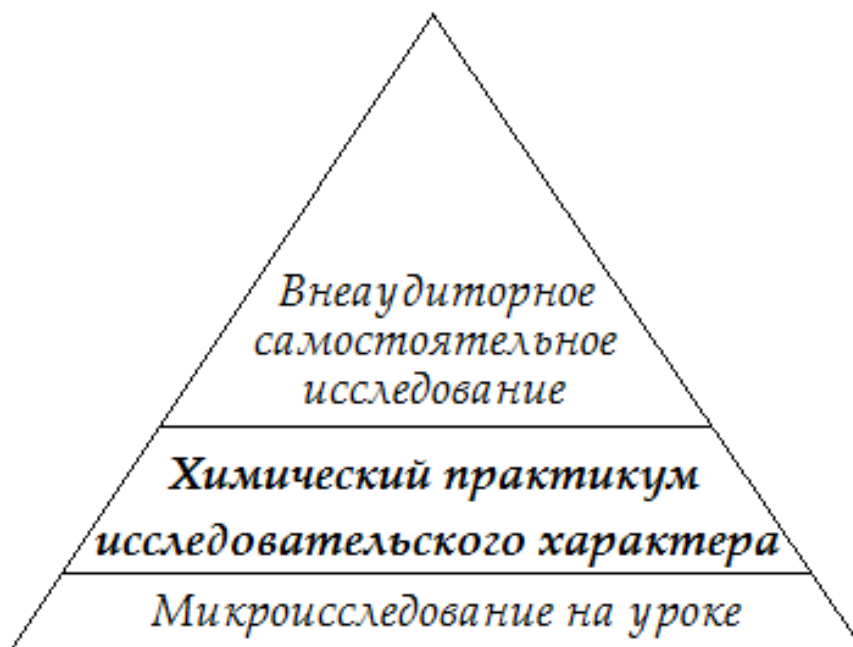 Внеаудиторное
самостоятельное
исследование
Химический практикум
исследовательского характера
Микроисследование на уроке